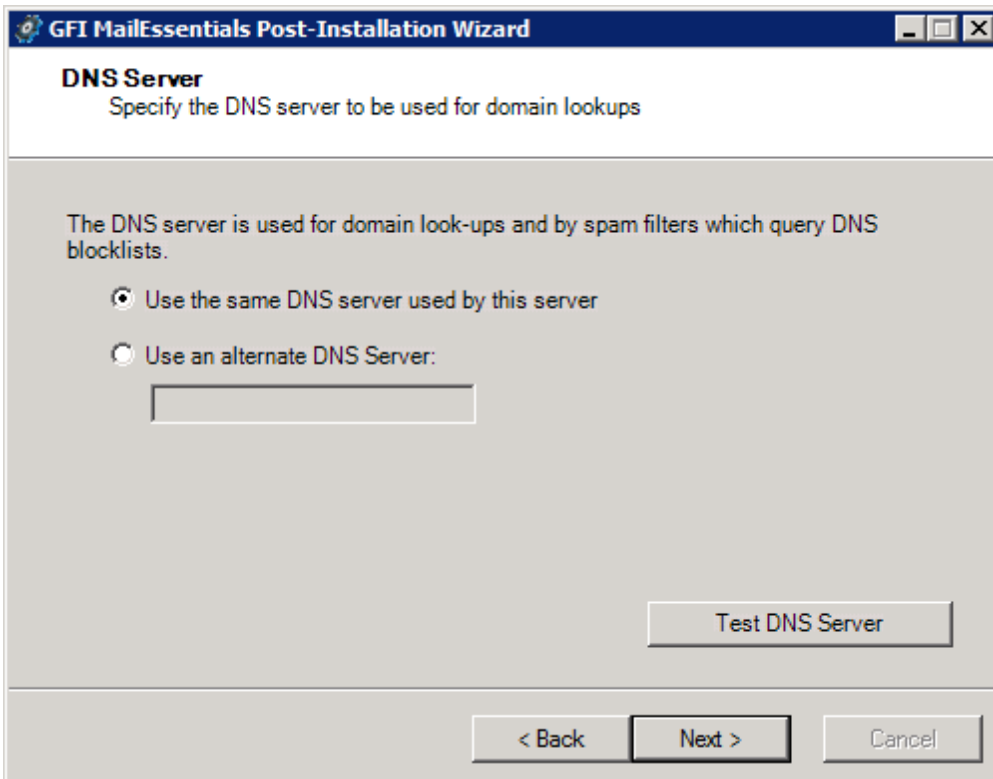 GFI MailEssentials Post-Installation Wizard
DNS Server
Specify the DNS server to be used for domain lookups
The DNS server is used for domain look-ups and by spam filters which query DNS
blocklists.
Use the same DNS server used by this server
Use an alternate DNS Server:
Test DNS Server
< Back Next > Cancel